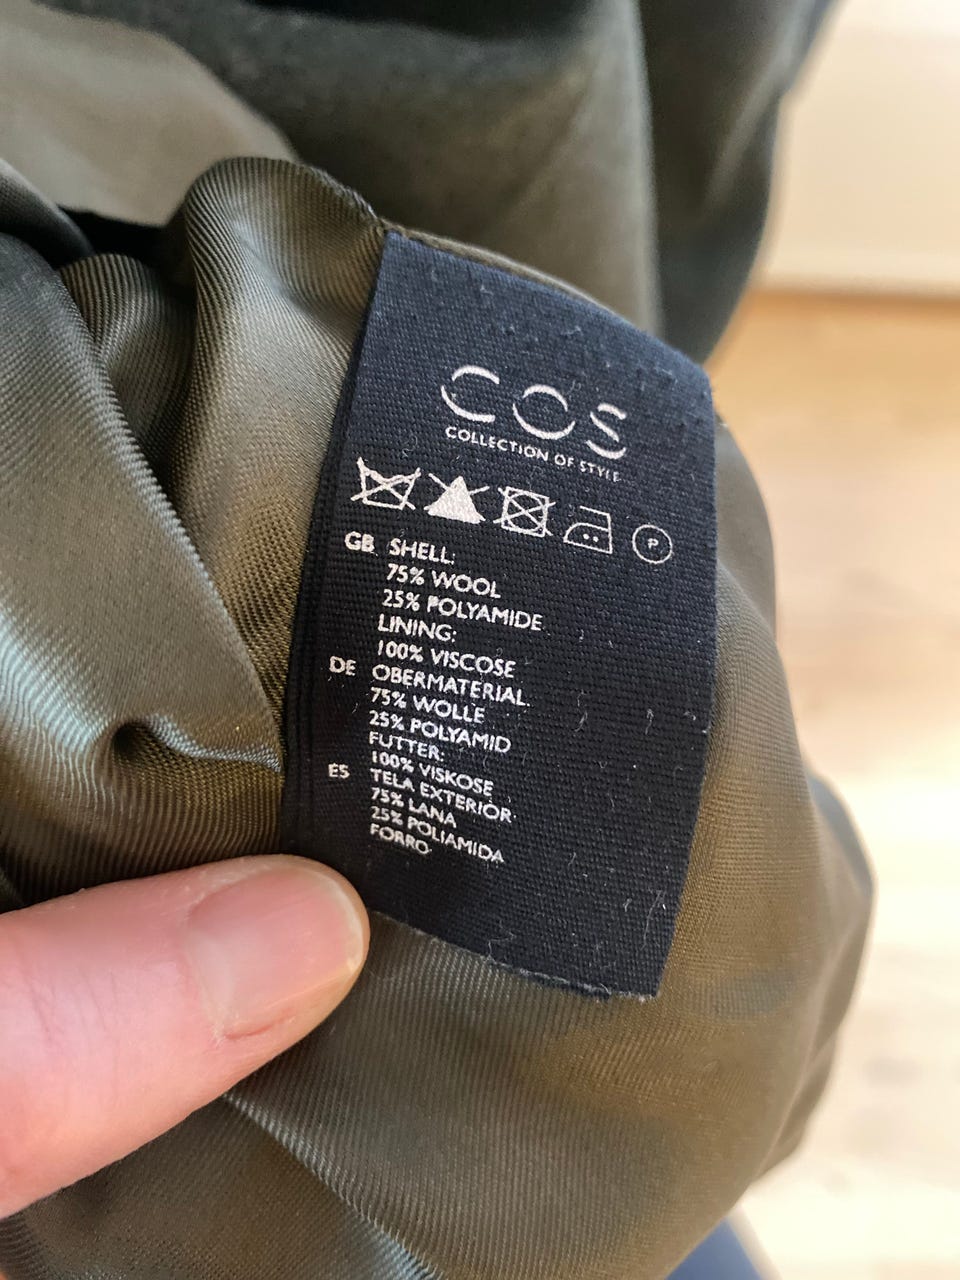 COS
COLLECTION OF STYLE
P
GB SHELL:
75% WOOL
25% POLYAMIDE
LINING:
100% VISCOSE
DE OBERMATERIAL:
75% WOLLE
25% POLYAMID
FUTTER:
100% VISKOSE
ES TELA EXTERIOR:
75% LANA
25% POLIAMIDA
FORRO: